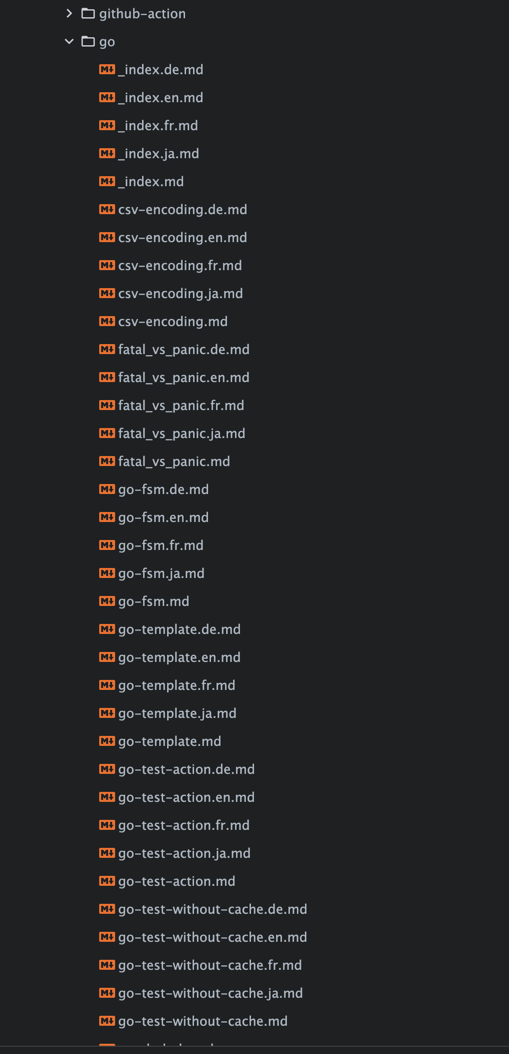 github-action
go
_index.de.md
_index.en.md
_index.fr.md
_index.ja.md
_index.md
csv-encoding.de.md
csv-encoding.en.md
csv-encoding.fr.md
csv-encoding.ja.md
csv-encoding.md
fatal_vs_panic.de.md
fatal_vs_panic.en.md
fatal_vs_panic.fr.md
fatal_vs_panic.ja.md
fatal_vs_panic.md
go-fsm.de.md
go-fsm.en.md
go-fsm.fr.md
go-fsm.ja.md
go-fsm.md
go-template.de.md
go-template.en.md
go-template.fr.md
go-template.ja.md
go-template.md
go-test-action.de.md
go-test-action.en.md
go-test-action.fr.md
go-test-action.ja.md
go-test-action.md
go-test-without-cache.de.md
go-test-without-cache.en.md
go-test-without-cache.fr.md
go-test-without-cache.ja.md
go-test-without-cache.md